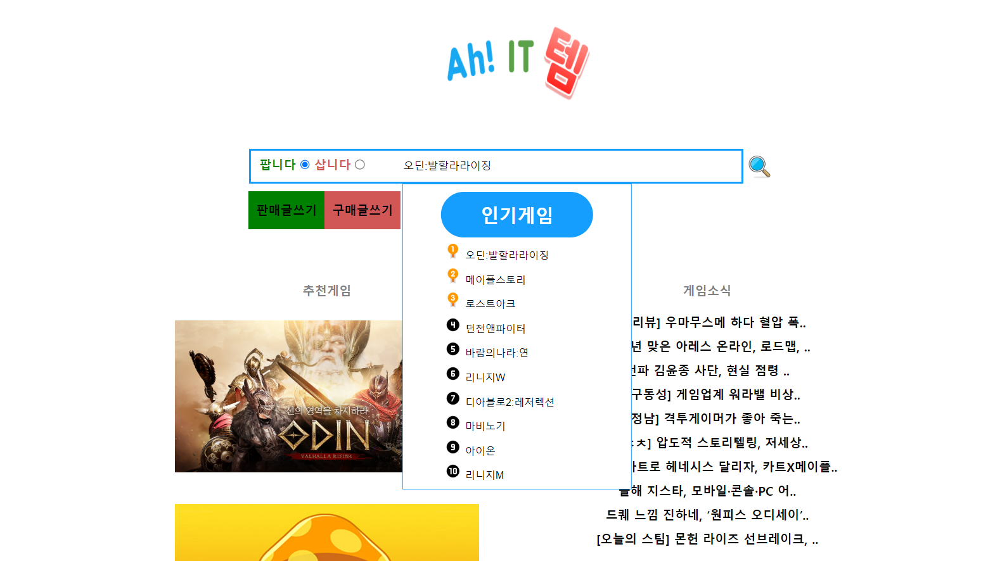 Ah! IT 템
팝니다 삽니다 오딘:발할라라이징
판매글쓰기 구매글쓰기
인기게임
1 오딘:발할라라이징
2 메이플스토리
3 로스트아크
4 던전앤파이터
5 바람의나라:연
6 리니지W
7 디아블로2:레저렉션
8 마비노기
9 아이온
10 리니지M
추천게임
신의 영역을 차지하라
ODIN
VALHALLA RISING
게임소식
리뷰] 우마무스메 하다 혈압 폭..
년 맞은 아레스 온라인, 로드맵, ..
김윤종 사단, 현실 점령 ..
구동성] 게임업계 워라밸 비상..
정남] 격투게이머가 좋아 죽는..
ㅊ] 압도적 스토리텔링, 저세상..
카트로 헤네시스 달리자, 카트X메이플..
올해 지스타, 모바일·콘솔·PC 어..
드퀘 느낌 진하네, ‘원피스 오디세이’..
[오늘의 스팀] 몬헌 라이즈 선브레이크, ..